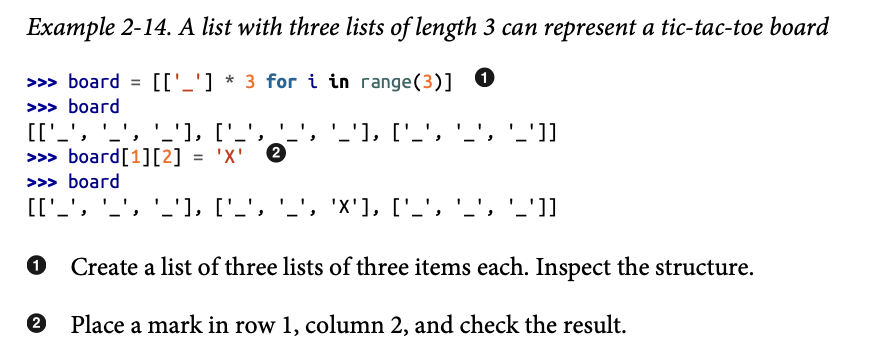 Example 2-14. A list with three lists of length 3 can represent a tic-tac-toe board
>>> board = [['_'] * 3 for i in range(3)] ❶
>>> board
[['_', '_', '_'], ['_', '_', '_'], ['_', '_', '_']]
>>> board[1][2] = 'X' ❷
>>> board
[['_', '_', '_'], ['_', '_', 'X'], ['_', '_', '_']]
❶ Create a list of three lists of three items each. Inspect the structure.
❷ Place a mark in row 1, column 2, and check the result.